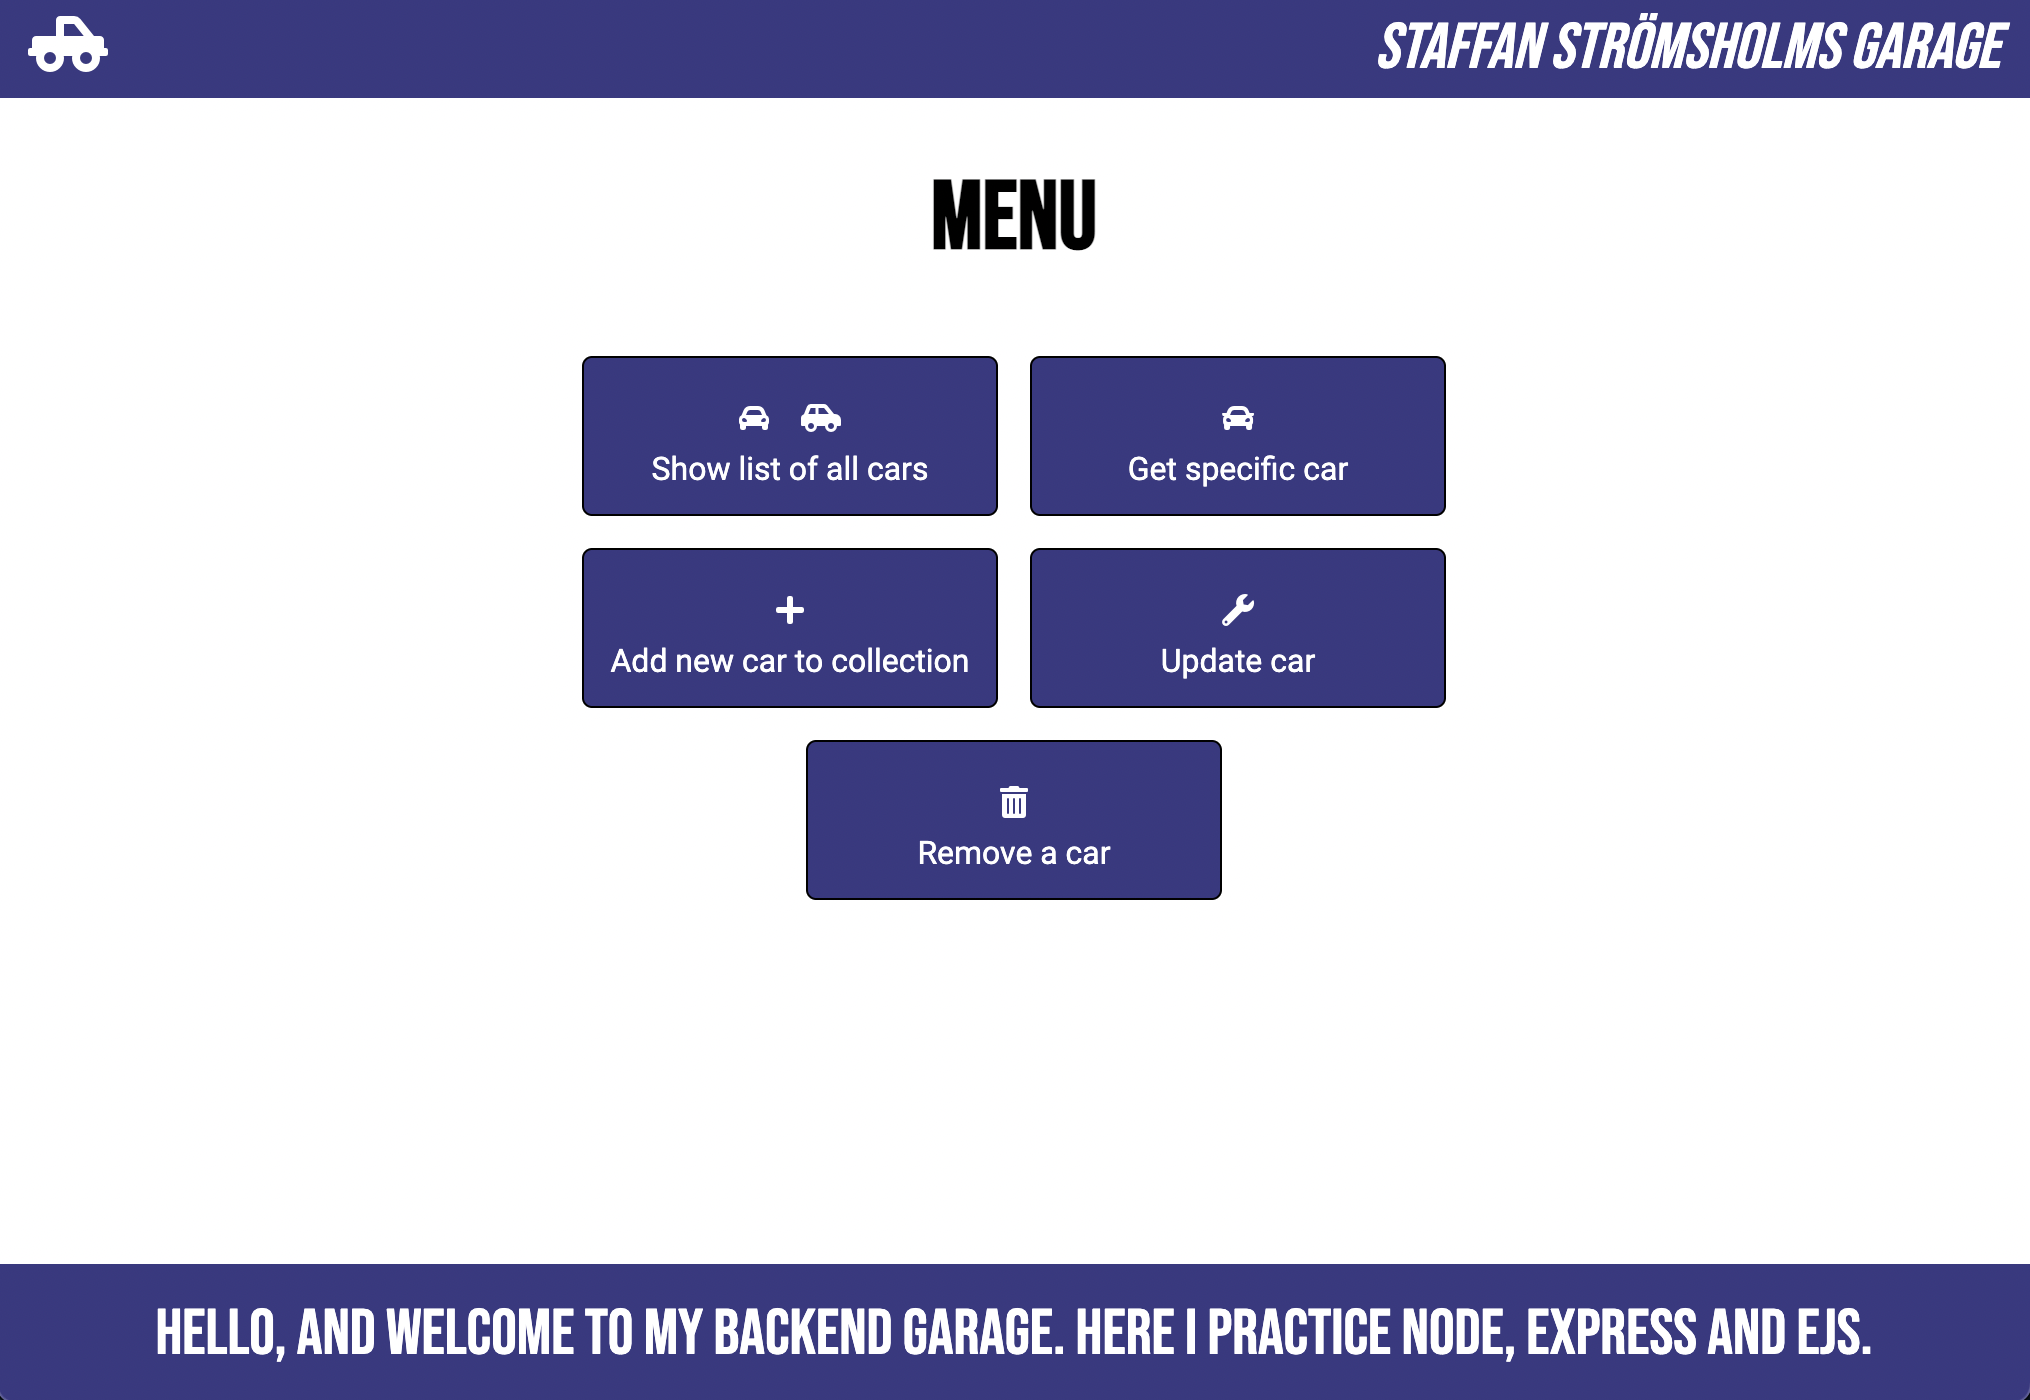 STAFFAN STRÖMSHOLMS GARAGE
MENU
Show list of all cars
Get specific car
Add new car to collection
Update car
Remove a car
HELLO, AND WELCOME TO MY BACKEND GARAGE. HERE I PRACTICE NODE, EXPRESS AND EJS.